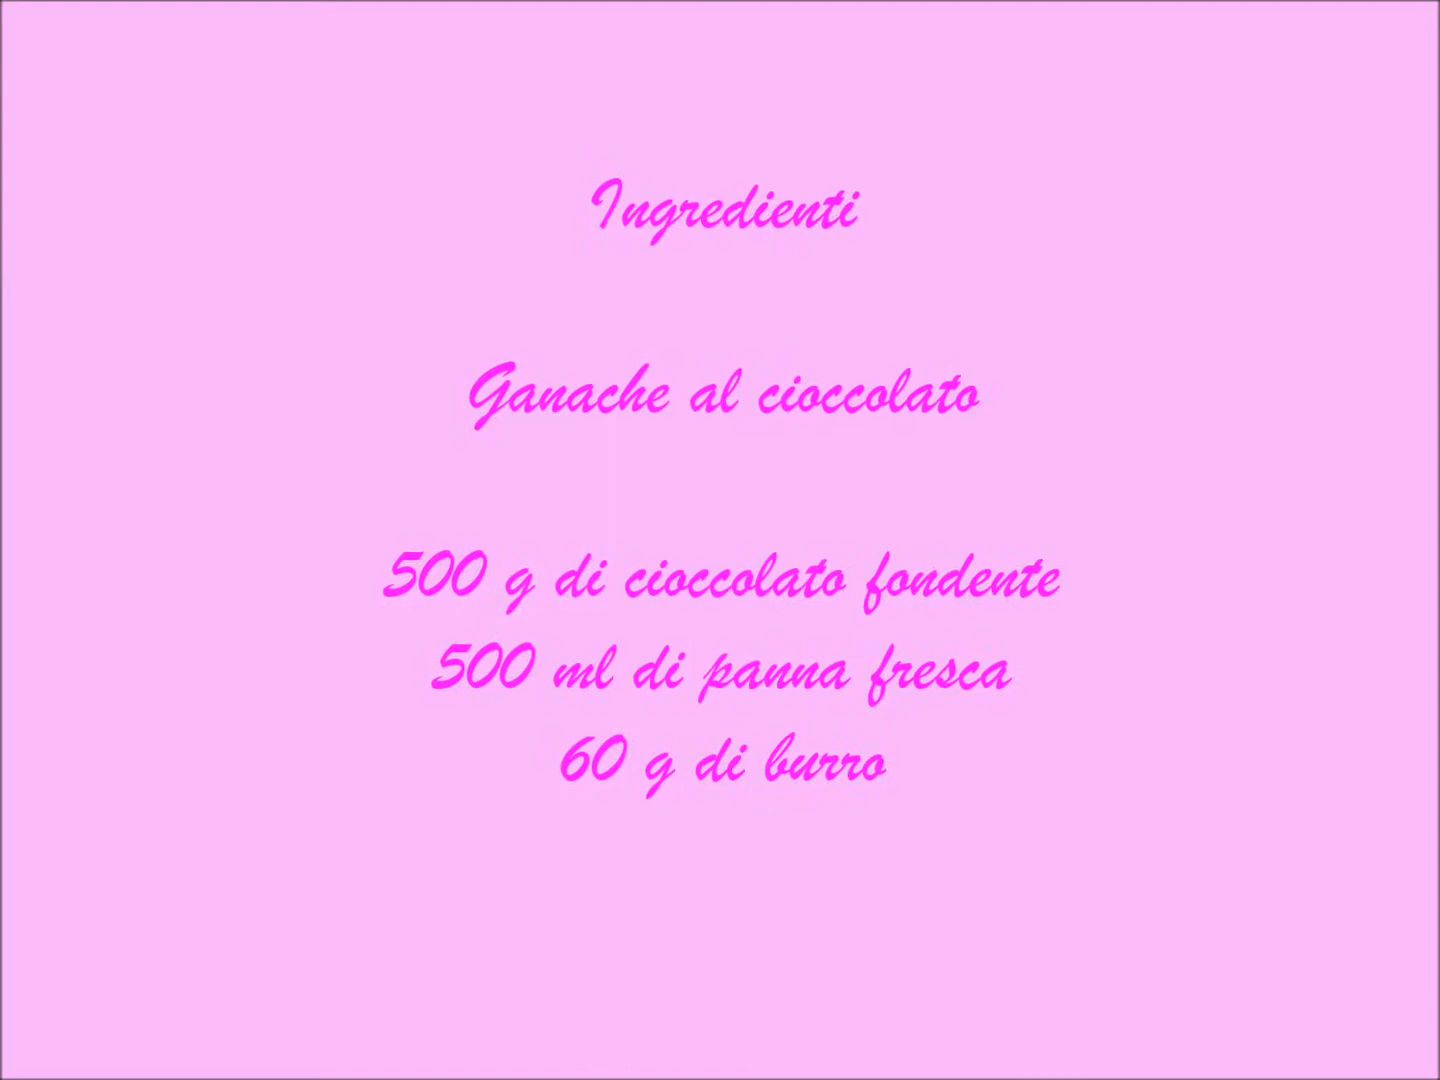 Ingredienti
Ganache al cioccolato
500 g di cioccolato fondente
500 ml di panna fresca
60 g di burro